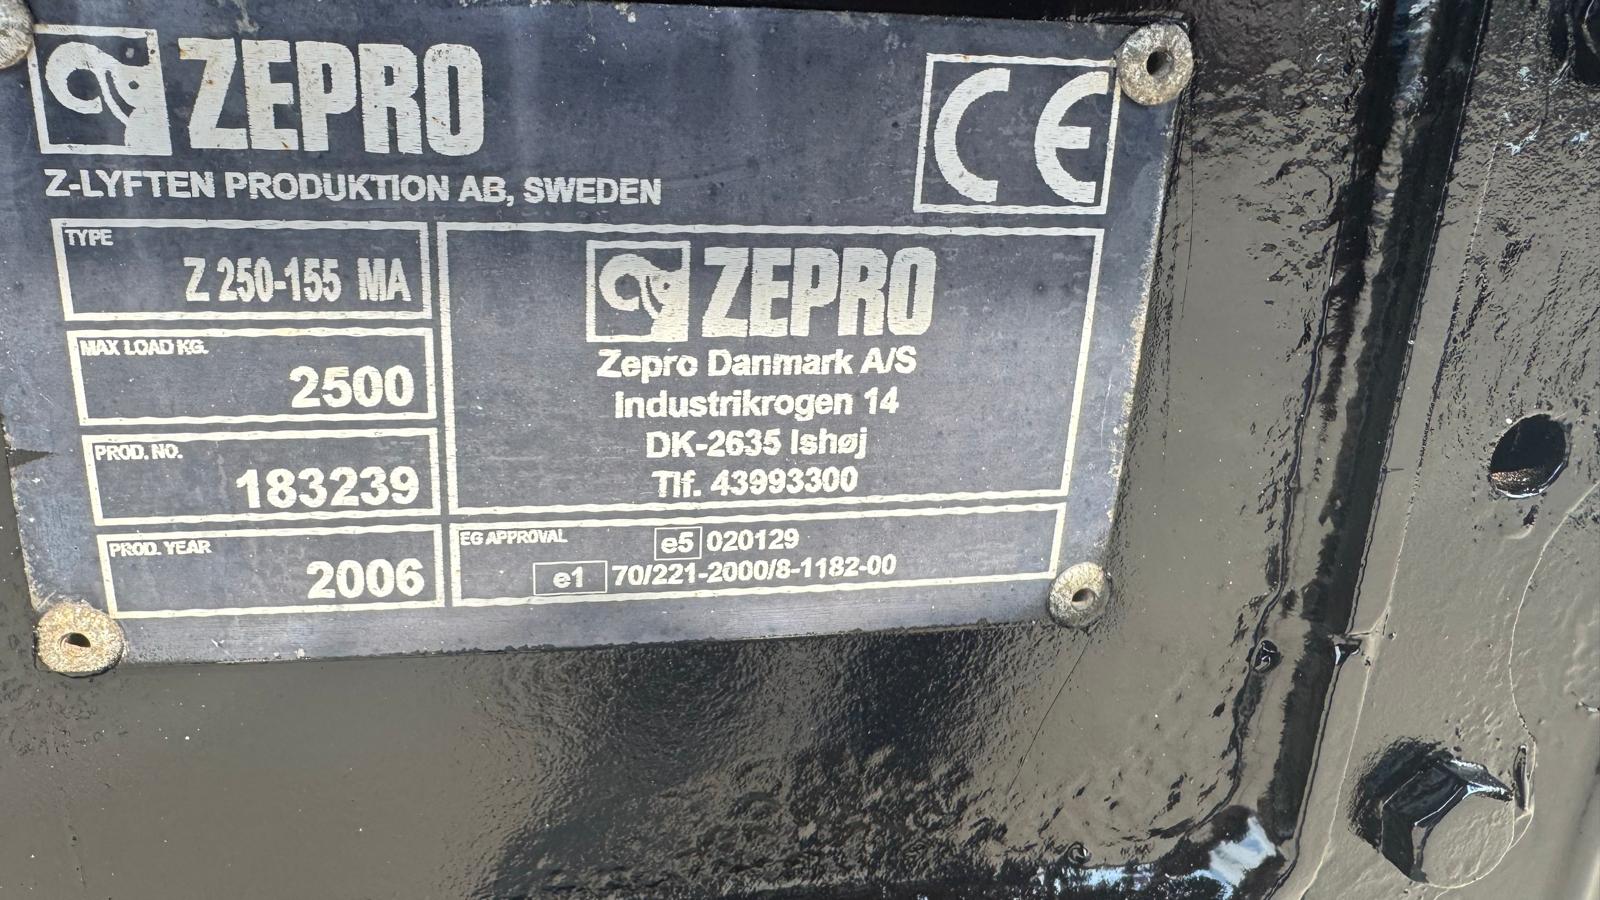 ZEPRO
CE
Z-LYFTEN PRODUKTION AB, SWEDEN
TYPE
Z 250-155 MA
MAX LOAD KG.
2500
PROD. NO.
183239
PROD. YEAR
2006
ZEPRO
Zepro Danmark A/S
Industrikrogen 14
DK-2635 Ishøj
Tlf. 43993300
EG APPROVAL
e5 020129
e1 70/221-2000/8-1182-00